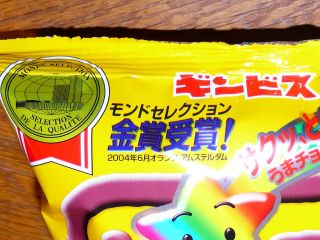 MONDE SELECTION
SELECTION
DE LA QUALITE
ギンビス
モンドセレクション
金賞受賞!
2004年6月オランダアムステルダム
サクッと
うまチョ